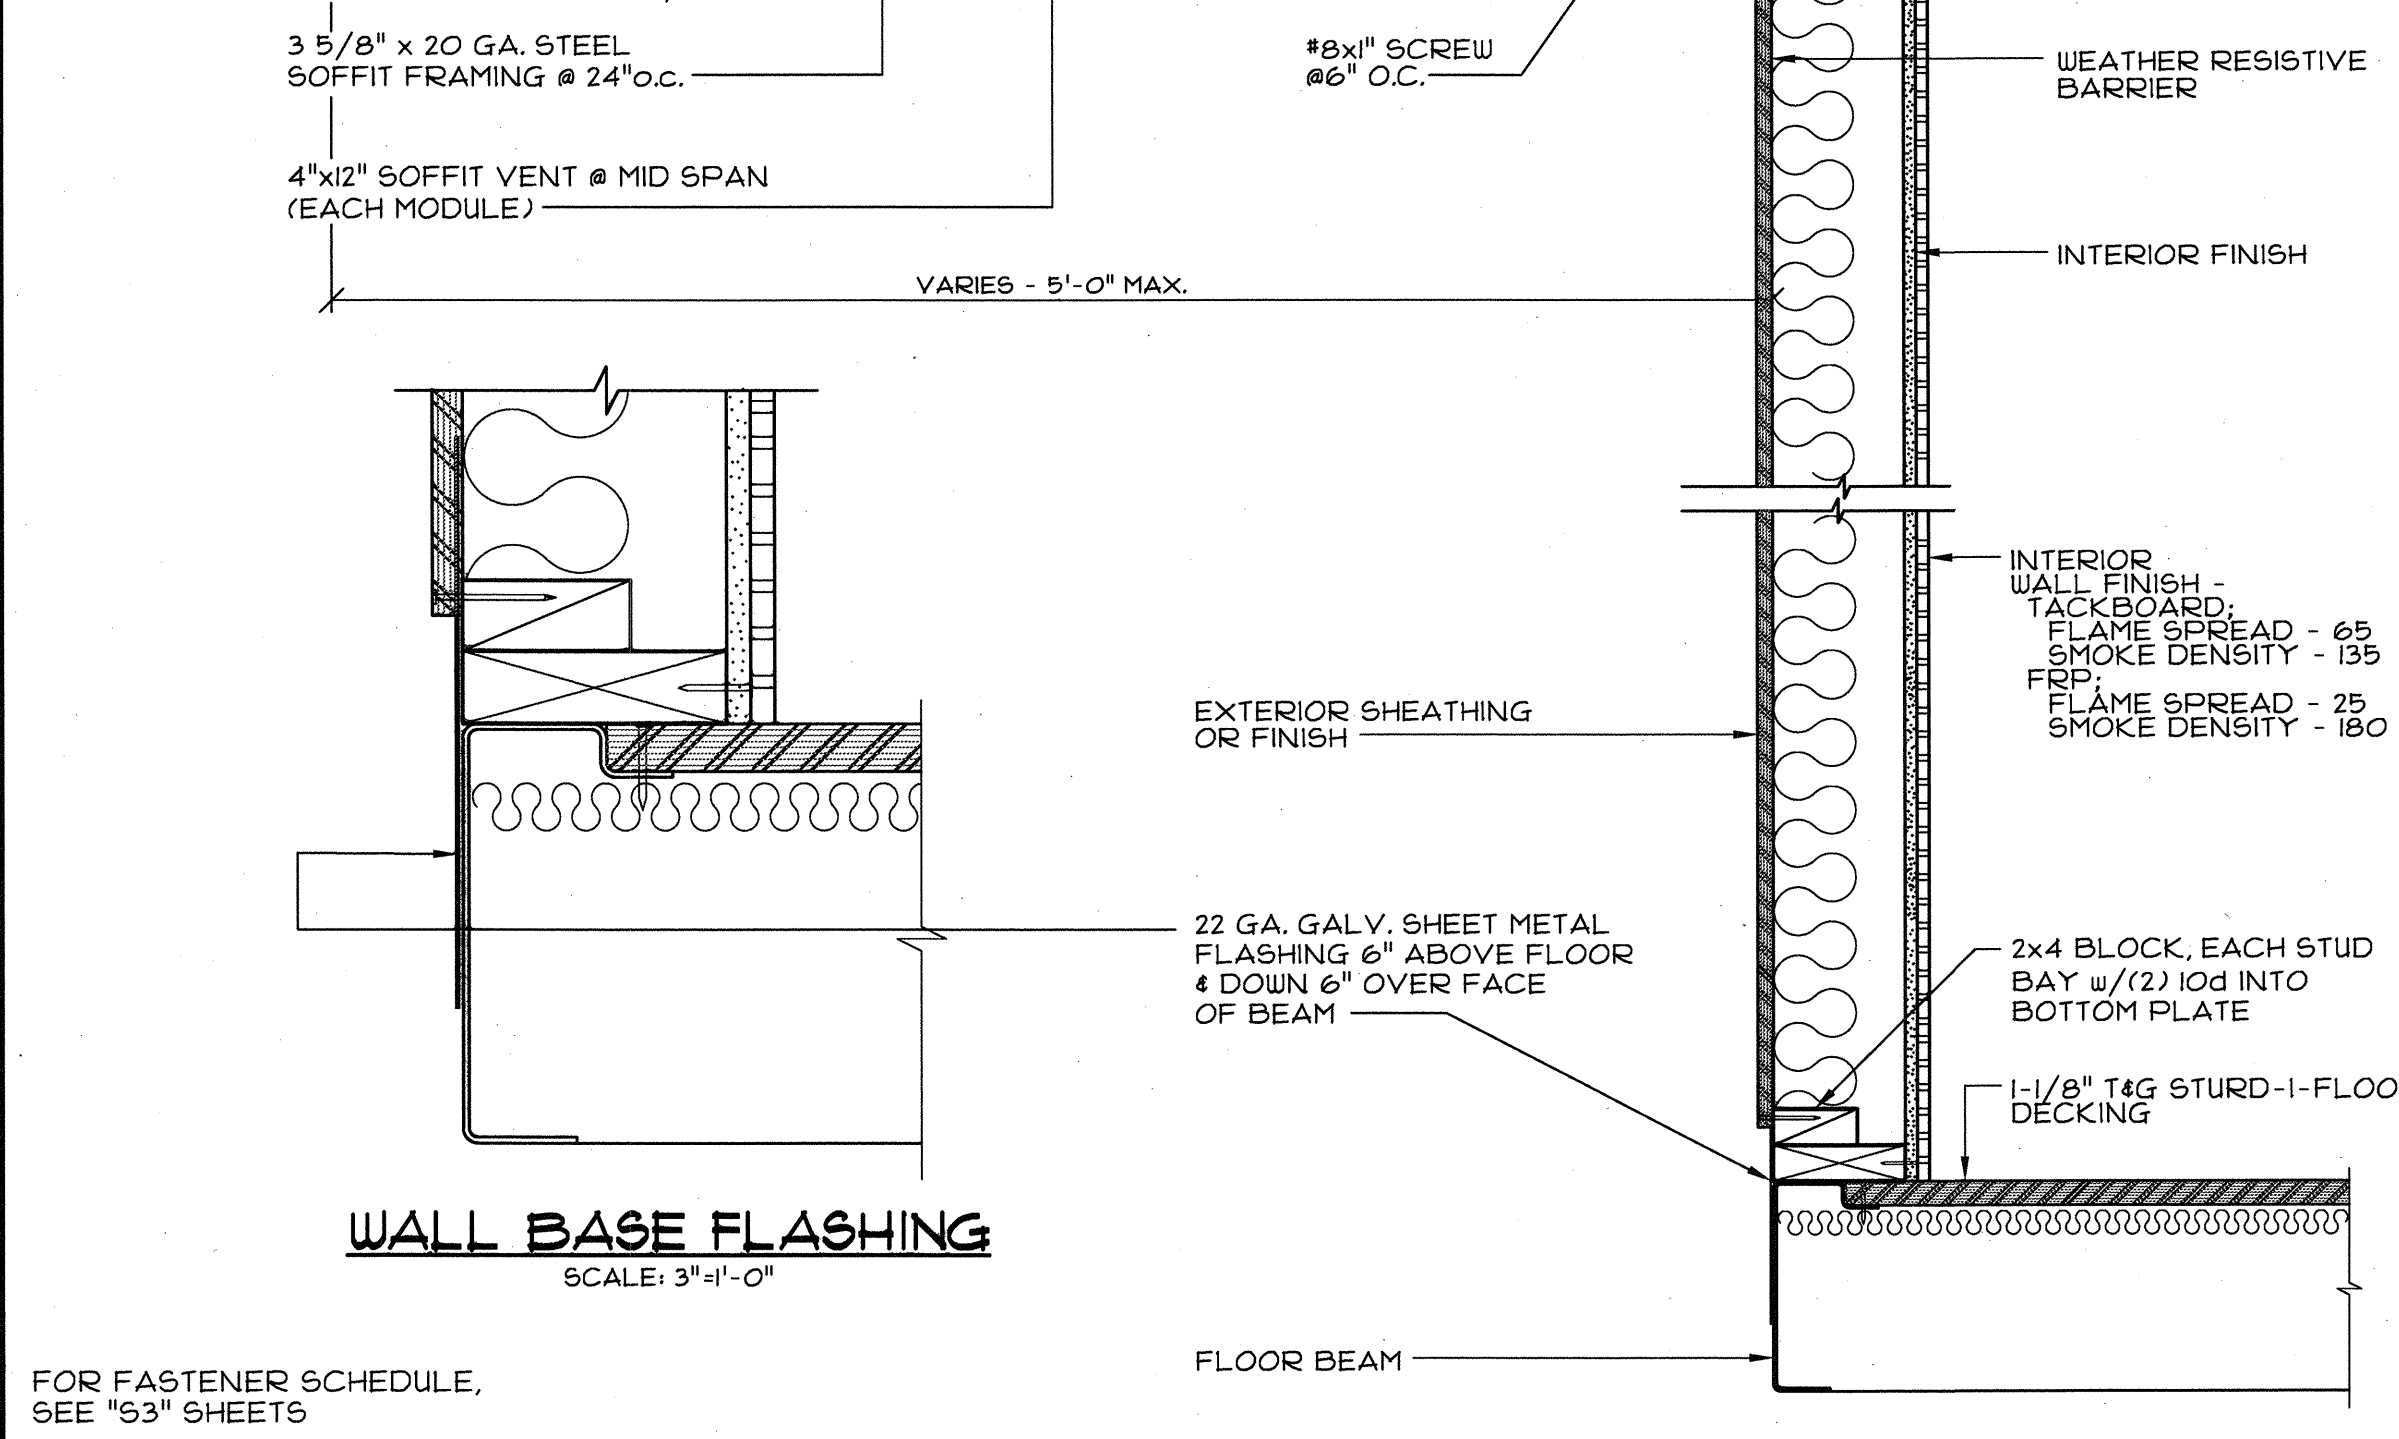 3 5/8" x 20 GA. STEEL
SOFFIT FRAMING @ 24"o.c.
4"x12" SOFFIT VENT @ MID SPAN
(EACH MODULE)
#8x1" SCREW
@6" O.C.
WEATHER RESISTIVE
BARRIER
INTERIOR FINISH
VARIES - 5'-0" MAX.
INTERIOR
WALL FINISH -
TACKBOARD;
FLAME SPREAD - 65
SMOKE DENSITY - 135
FRP;
FLAME SPREAD - 25
SMOKE DENSITY - 180
EXTERIOR SHEATHING
OR FINISH
22 GA. GALV. SHEET METAL
FLASHING 6" ABOVE FLOOR
& DOWN 6" OVER FACE
OF BEAM
2x4 BLOCK, EACH STUD
BAY w/(2) 10d INTO
BOTTOM PLATE
1-1/8" T&G STURD-I-FLOO
DECKING
WALL BASE FLASHING
SCALE: 3"=1'-0"
FLOOR BEAM
FOR FASTENER SCHEDULE,
SEE "S3" SHEETS